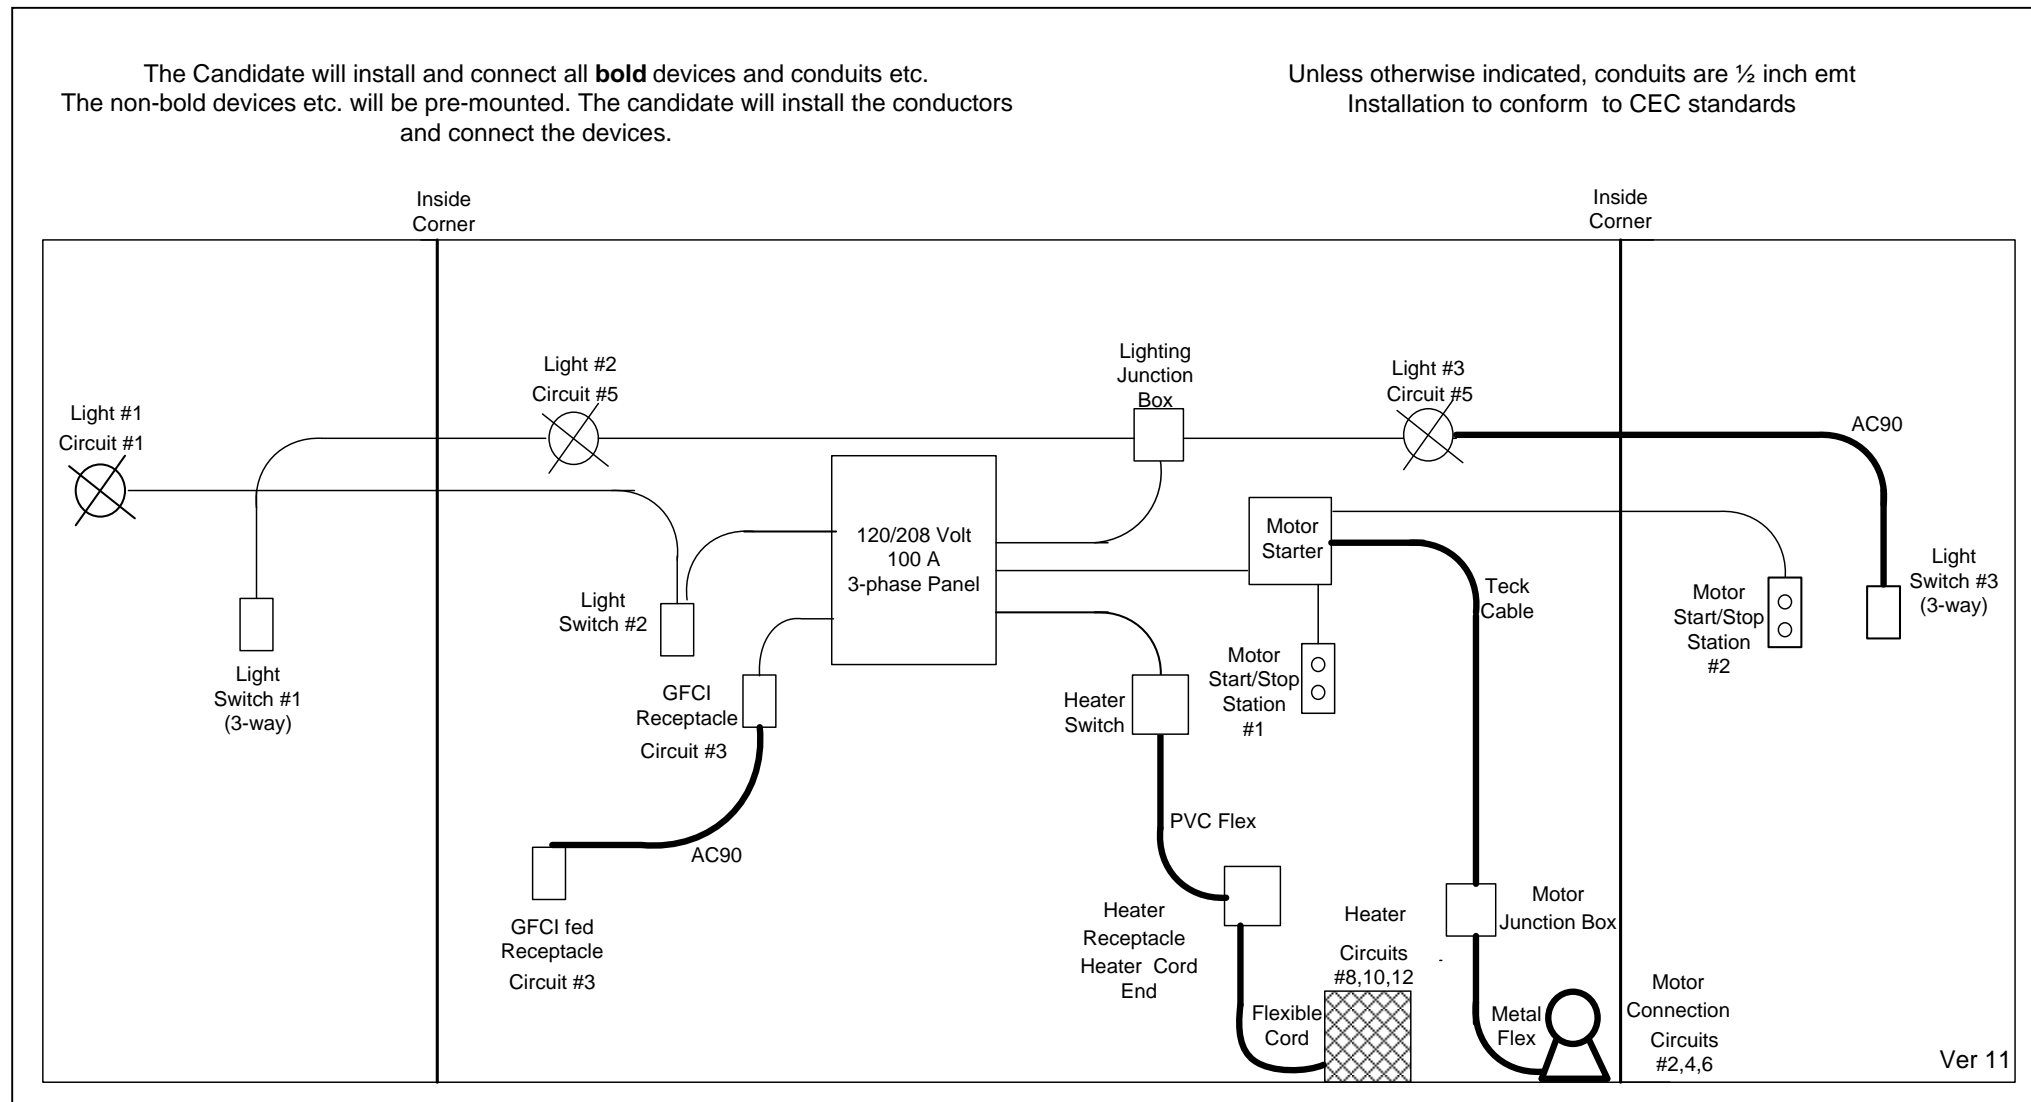 The Candidate will install and connect all bold devices and conduits etc.
The non-bold devices etc. will be pre-mounted. The candidate will install the conductors
and connect the devices.
Unless otherwise indicated, conduits are ½ inch emt
Installation to conform to CEC standards
Inside
Corner
Inside
Corner
Light #1
Circuit #1
Light #2
Circuit #5
Lighting
Junction
Box
Light #3
Circuit #5
AC90
120/208 Volt
100 A
3-phase Panel
Motor
Starter
Light
Switch #1
(3-way)
Light
Switch #2
GFCI
Receptacle
Circuit #3
AC90
GFCI fed
Receptacle
Circuit #3
Heater
Switch
Motor
Start/Stop
Station
#1
Teck
Cable
Motor
Start/Stop
Station
#2
Light
Switch #3
(3-way)
PVC Flex
Heater
Receptacle
Heater Cord
End
Flexible
Cord
Heater
Circuits
#8,10,12
Motor
Junction Box
Metal
Flex
Motor
Connection
Circuits
#2,4,6
Ver 11